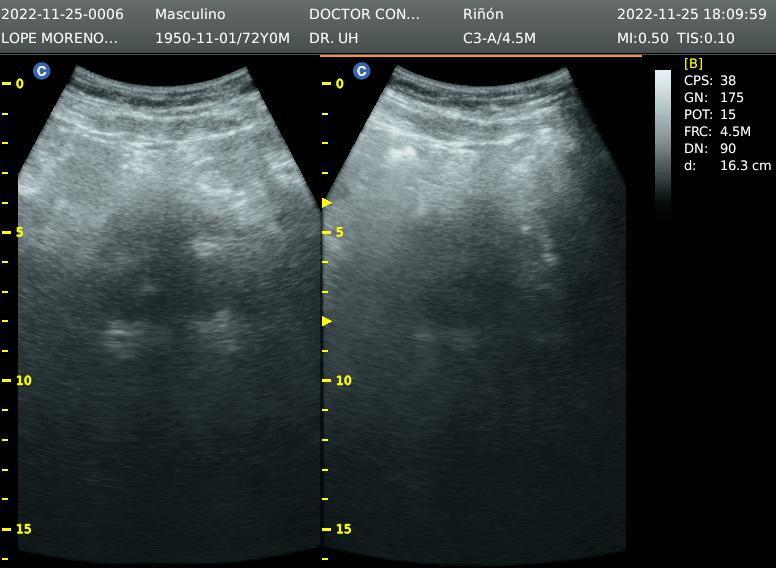 2022-11-25-0006 Masculino DOCTOR CON... Riñón 2022-11-25 18:09:59
LOPE MORENO... 1950-11-01/72Y0M DR. UH C3-A/4.5M MI:0.50 TIS:0.10
[B]
CPS: 38
GN: 175
POT: 15
FRC: 4.5M
DN: 90
d: 16.3 cm
C
0
5
10
15
C
0
5
10
15